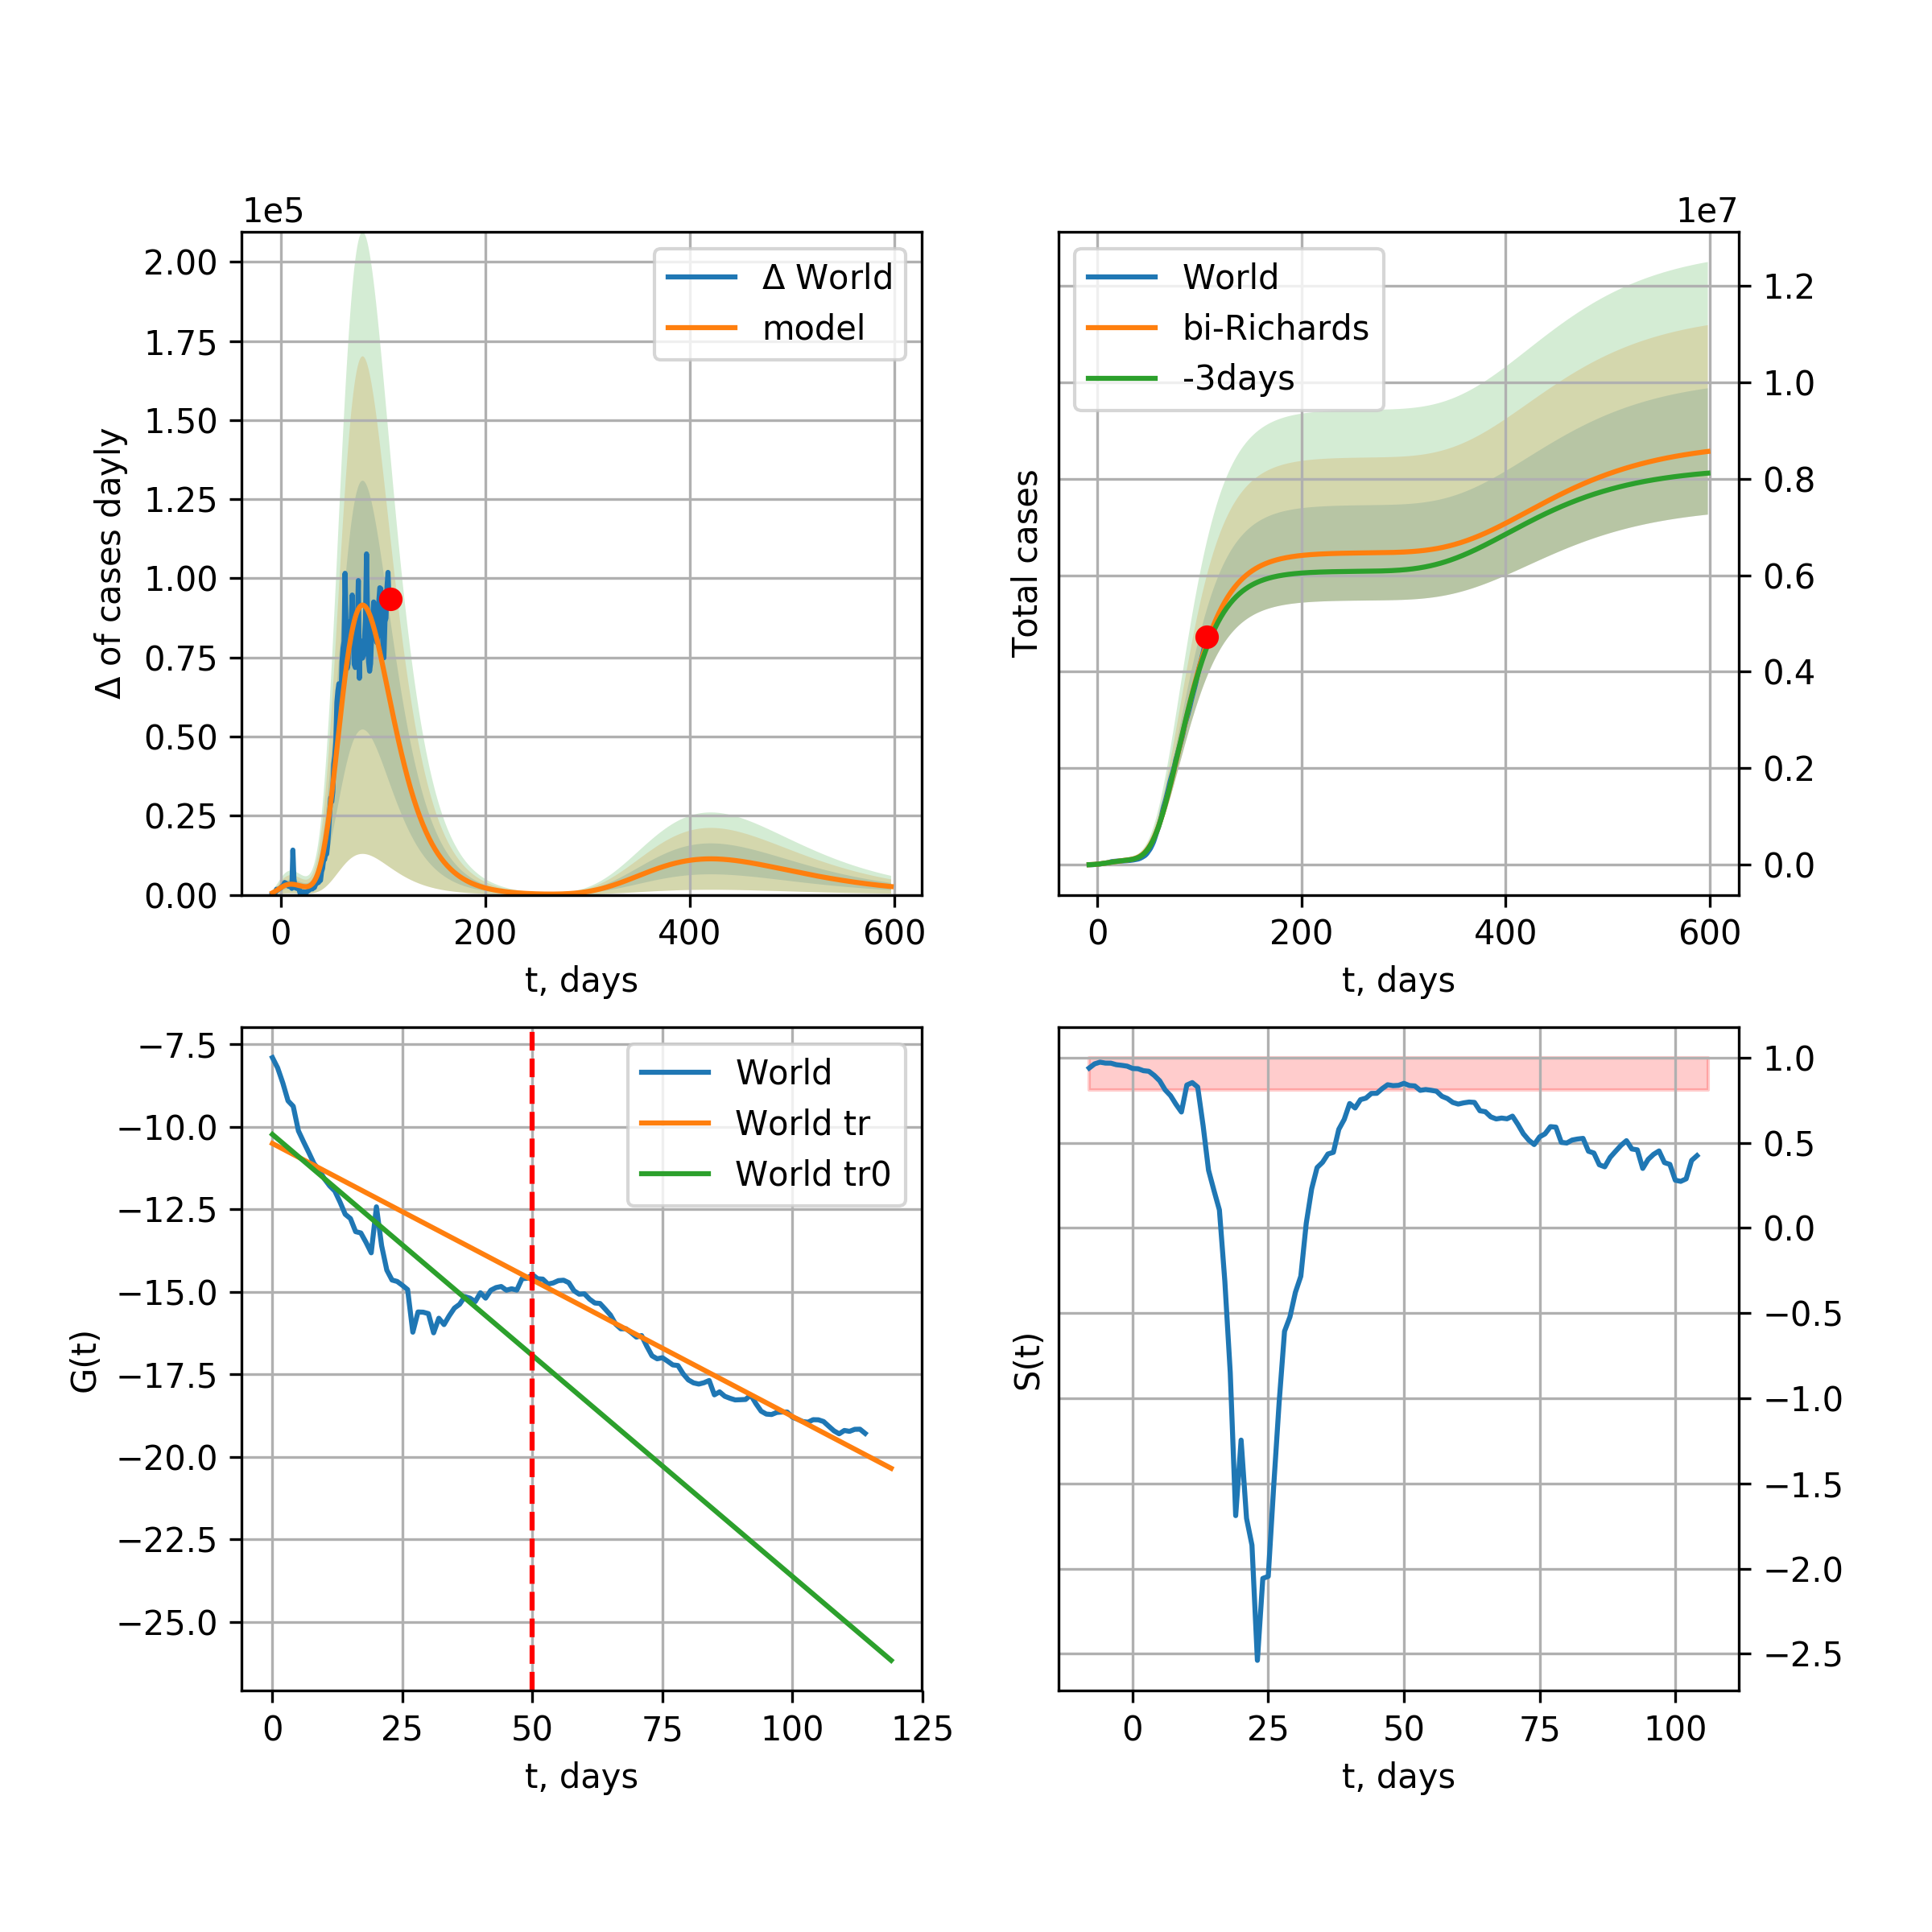 1e5
2.00
1.75
1.50
1.25
1.00
0.75
0.50
0.25
0.00
Δ of cases dayly
Δ World
model
0
200
400
600
t, days
1e7
World
bi-Richards
-3days
Total cases
1.2
1.0
0.8
0.6
0.4
0.2
0.0
0
200
400
600
t, days
−7.5
−10.0
−12.5
−15.0
−17.5
−20.0
−22.5
−25.0
G(t)
World
World tr
World tr0
0
25
50
75
100
125
t, days
S(t)
1.0
0.5
0.0
−0.5
−1.0
−1.5
−2.0
−2.5
0
25
50
75
100
t, days